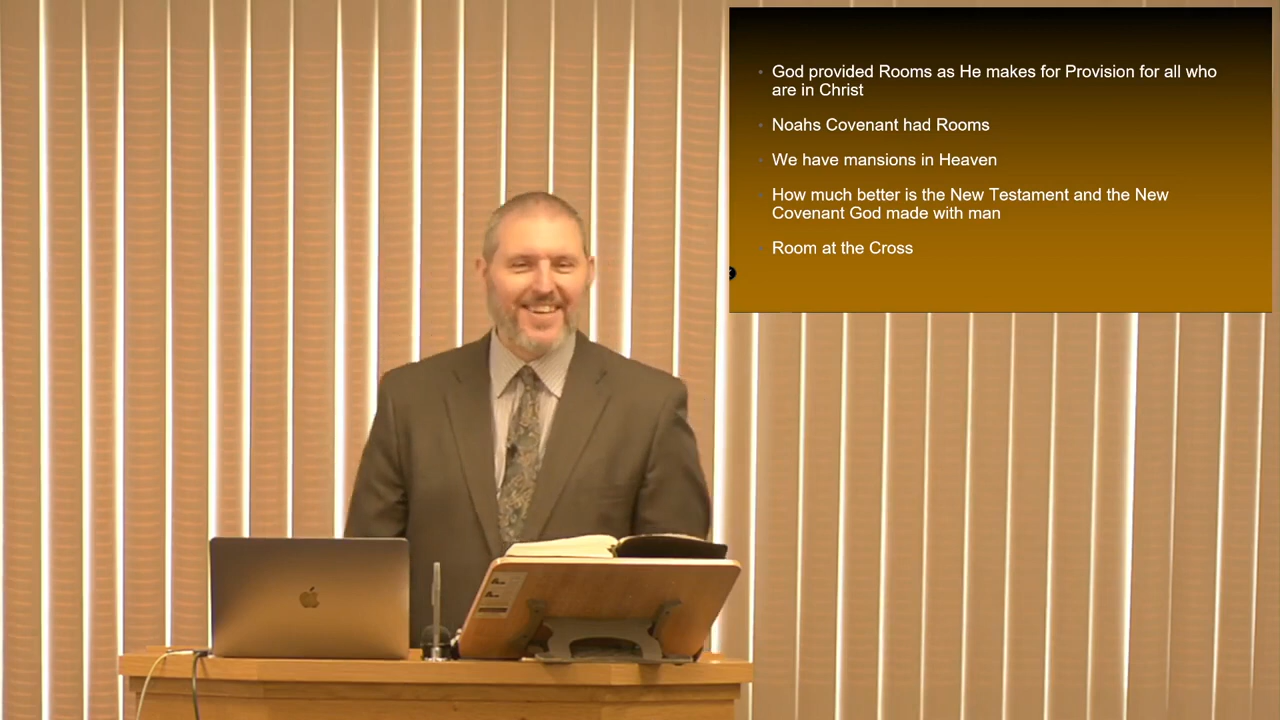 God provided Rooms as He makes for Provision for all who
are in Christ
Noahs Covenant had Rooms
We have mansions in Heaven
How much better is the New Testament and the New
Covenant God made with man
Room at the Cross